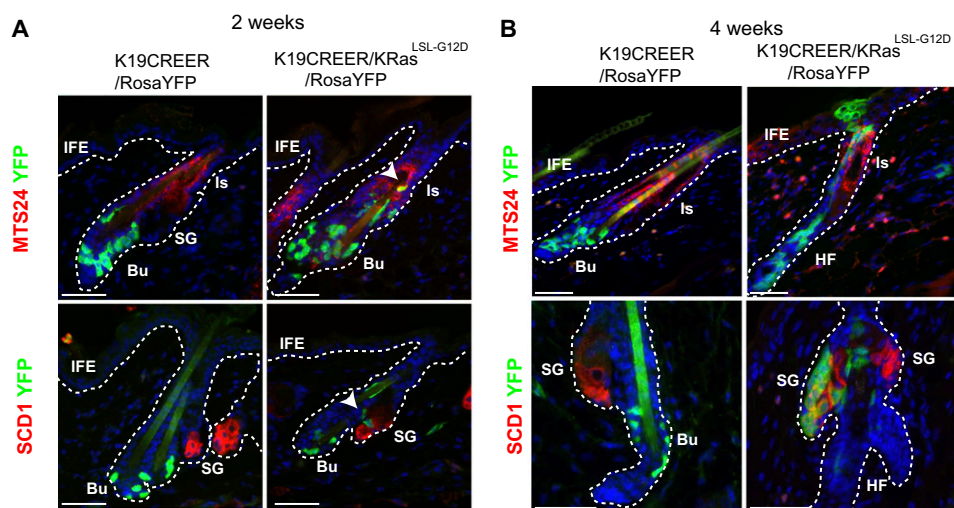 A
2 weeks
K19CREER
/RosaYFP
K19CREER/KRas LSL-G12D
/RosaYFP
MTS24 YFP
IFE
Is
SG
Bu
IFE
Is
Bu
SCD1 YFP
IFE
SG
Bu
IFE
SG
Bu
B
4 weeks
K19CREER
/RosaYFP
K19CREER/KRas LSL-G12D
/RosaYFP
MTS24 YFP
IFE
Is
Bu
IFE
Is
HF
SCD1 YFP
SG
Bu
SG
HF